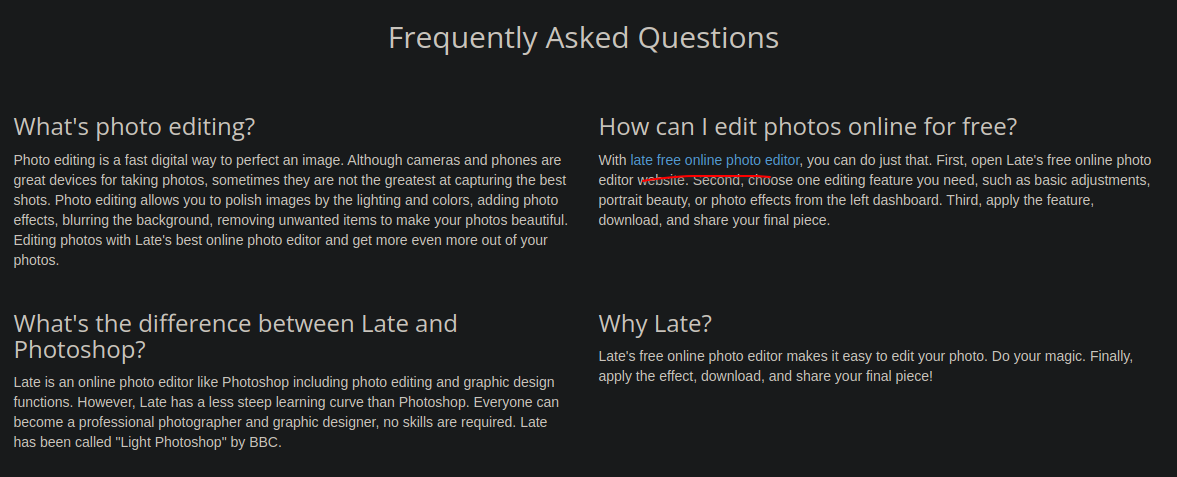 Frequently Asked Questions
What's photo editing?
Photo editing is a fast digital way to perfect an image. Although cameras and phones are
great devices for taking photos, sometimes they are not the greatest at capturing the best
shots. Photo editing allows you to polish images by the lighting and colors, adding photo
effects, blurring the background, removing unwanted items to make your photos beautiful.
Editing photos with Late's best online photo editor and get more even more out of your
photos.
How can I edit photos online for free?
With late free online photo editor, you can do just that. First, open Late's free online photo
editor website. Second, choose one editing feature you need, such as basic adjustments,
portrait beauty, or photo effects from the left dashboard. Third, apply the feature,
download, and share your final piece.
What's the difference between Late and
Photoshop?
Late is an online photo editor like Photoshop including photo editing and graphic design
functions. However, Late has a less steep learning curve than Photoshop. Everyone can
become a professional photographer and graphic designer, no skills are required. Late
has been called "Light Photoshop" by BBC.
Why Late?
Late's free online photo editor makes it easy to edit your photo. Do your magic. Finally,
apply the effect, download, and share your final piece!